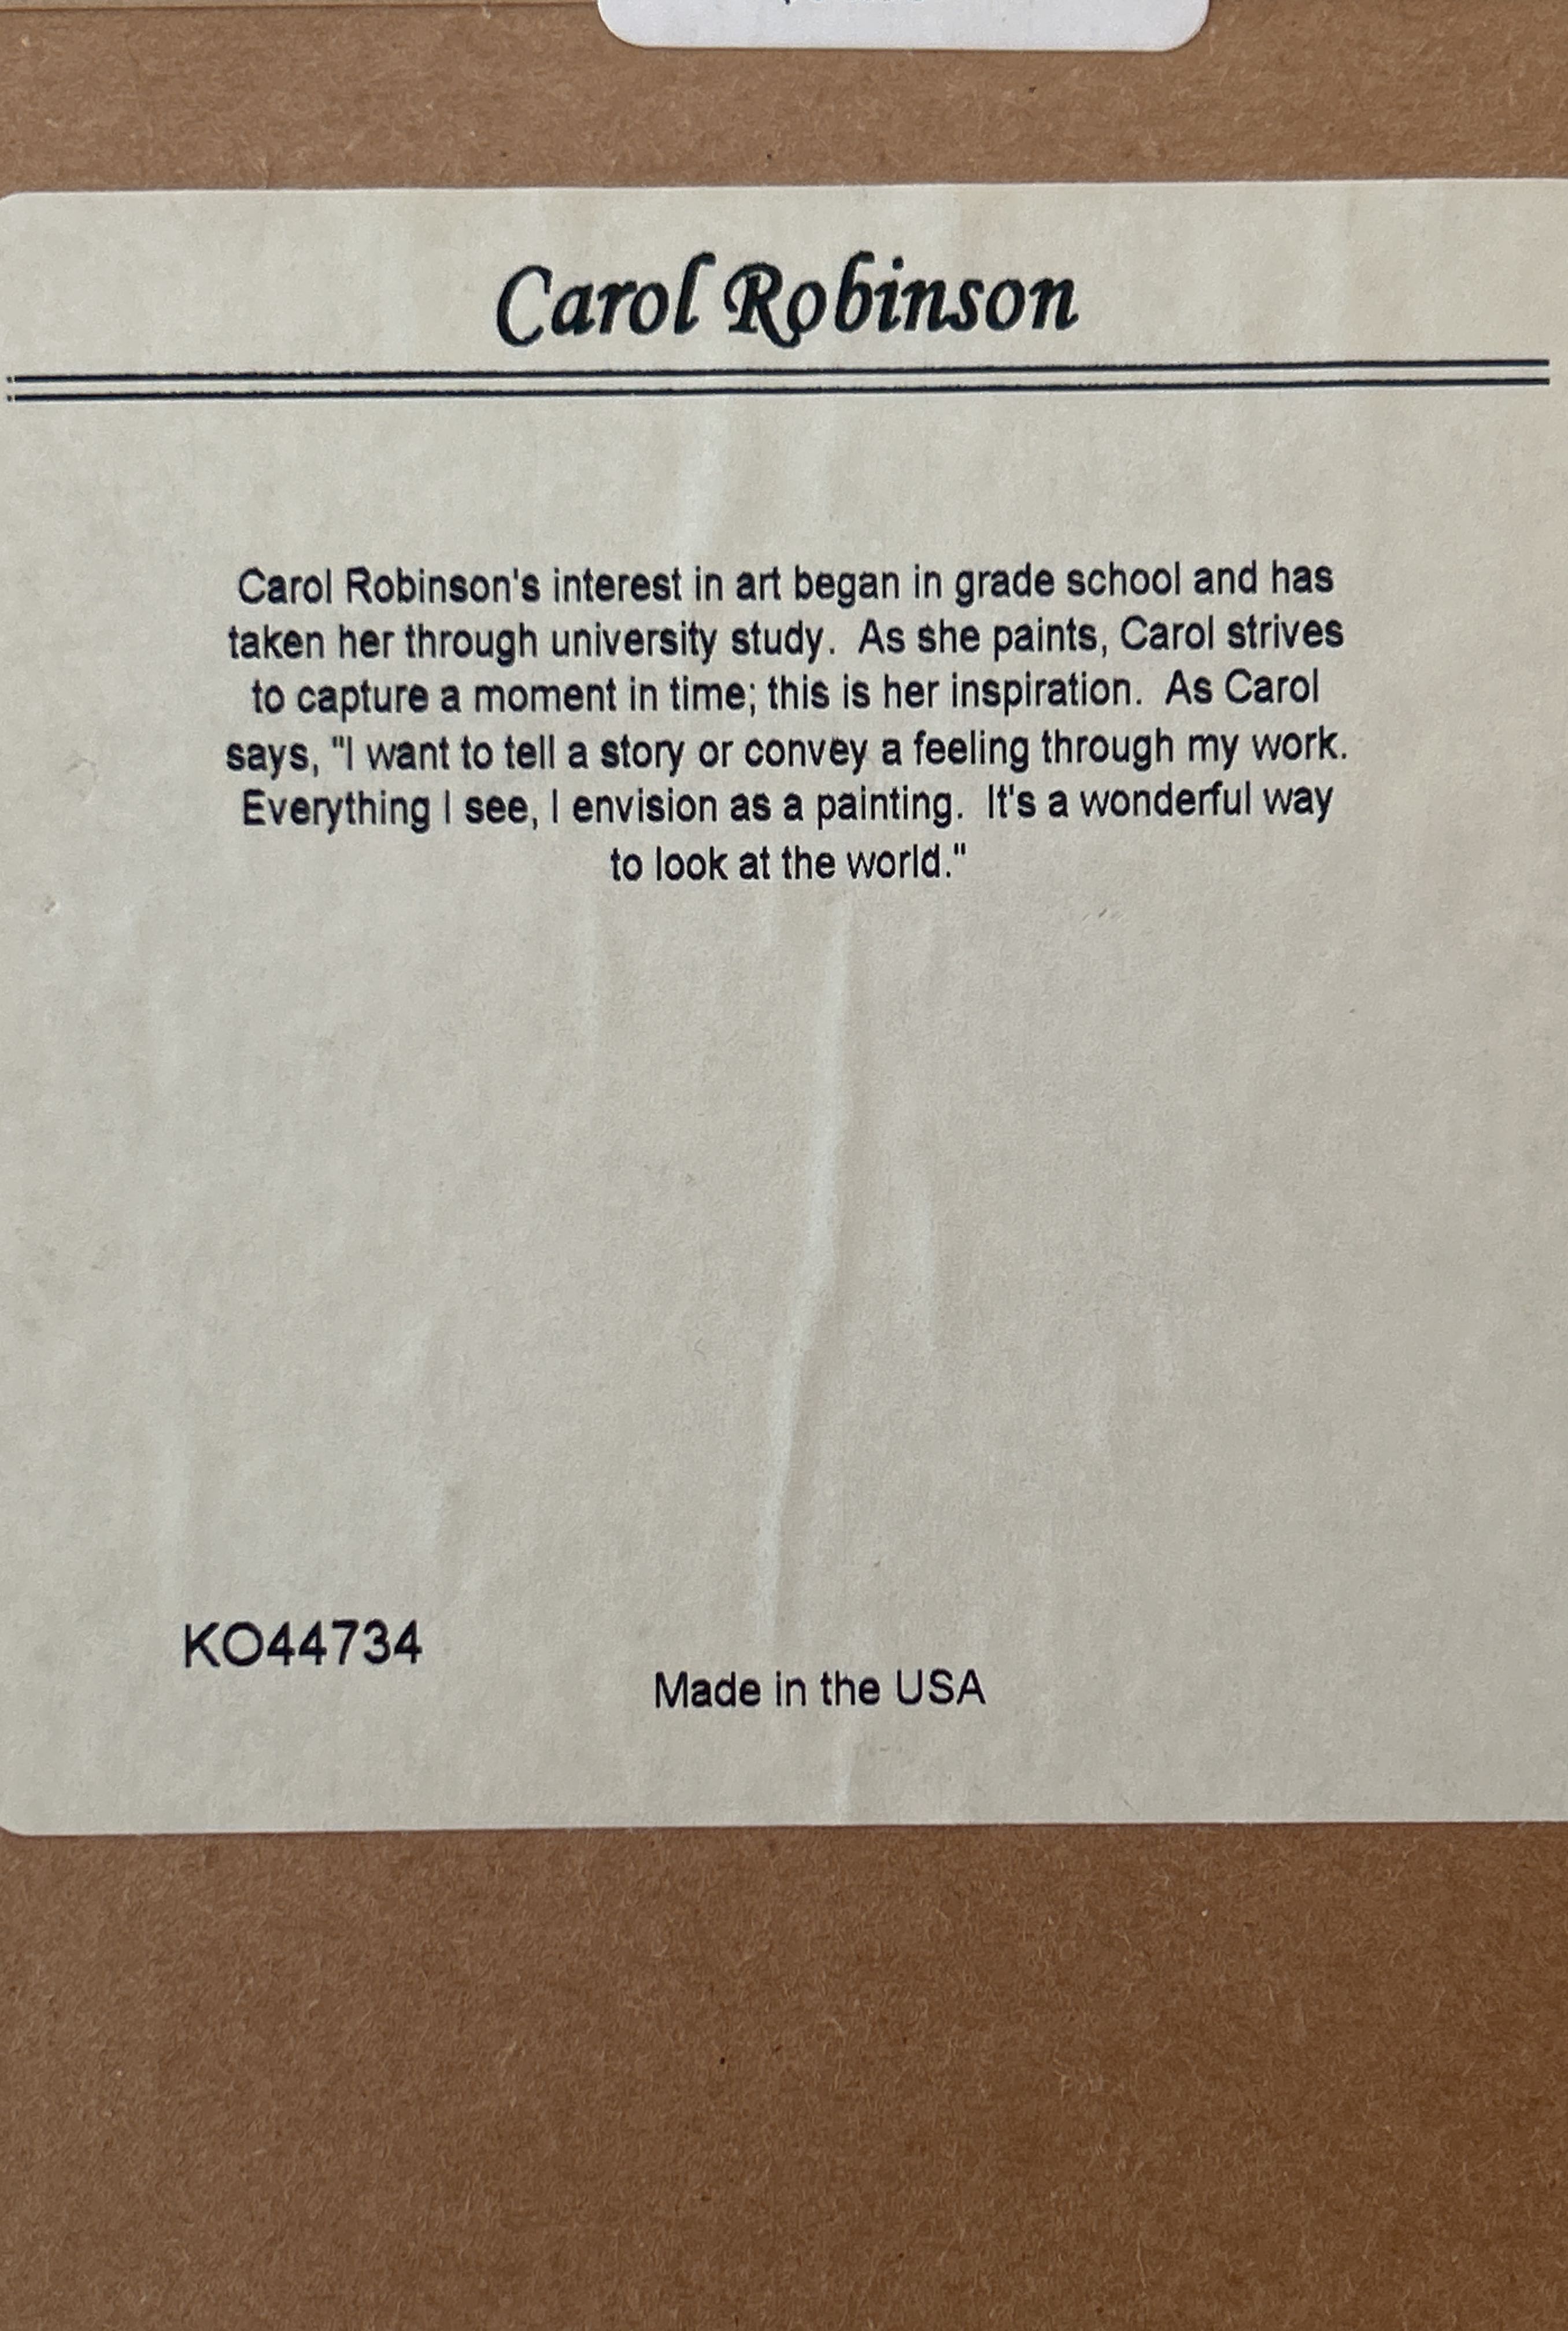 Carol Robinson
Carol Robinson's interest in art began in grade school and has
taken her through university study.  As she paints, Carol strives
to capture a moment in time; this is her inspiration.  As Carol
says, "I want to tell a story or convey a feeling through my work.
Everything I see, I envision as a painting.  It's a wonderful way
to look at the world."
KO44734
Made in the USA